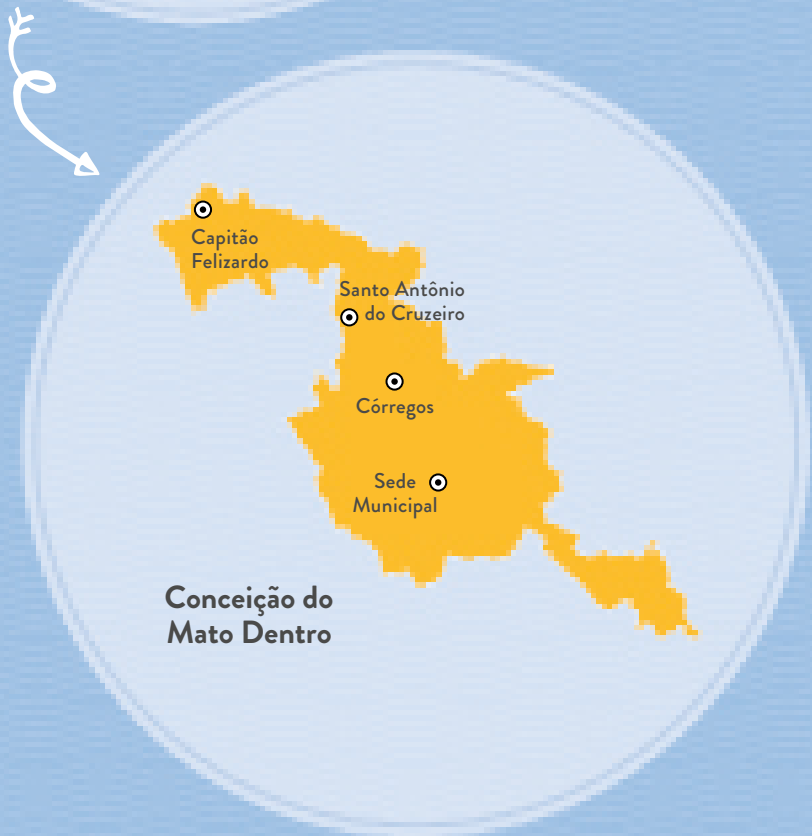 Capitão
Felizardo
Santo Antônio
do Cruzeiro
Córregos
Sede
Municipal
Conceição do
Mato Dentro